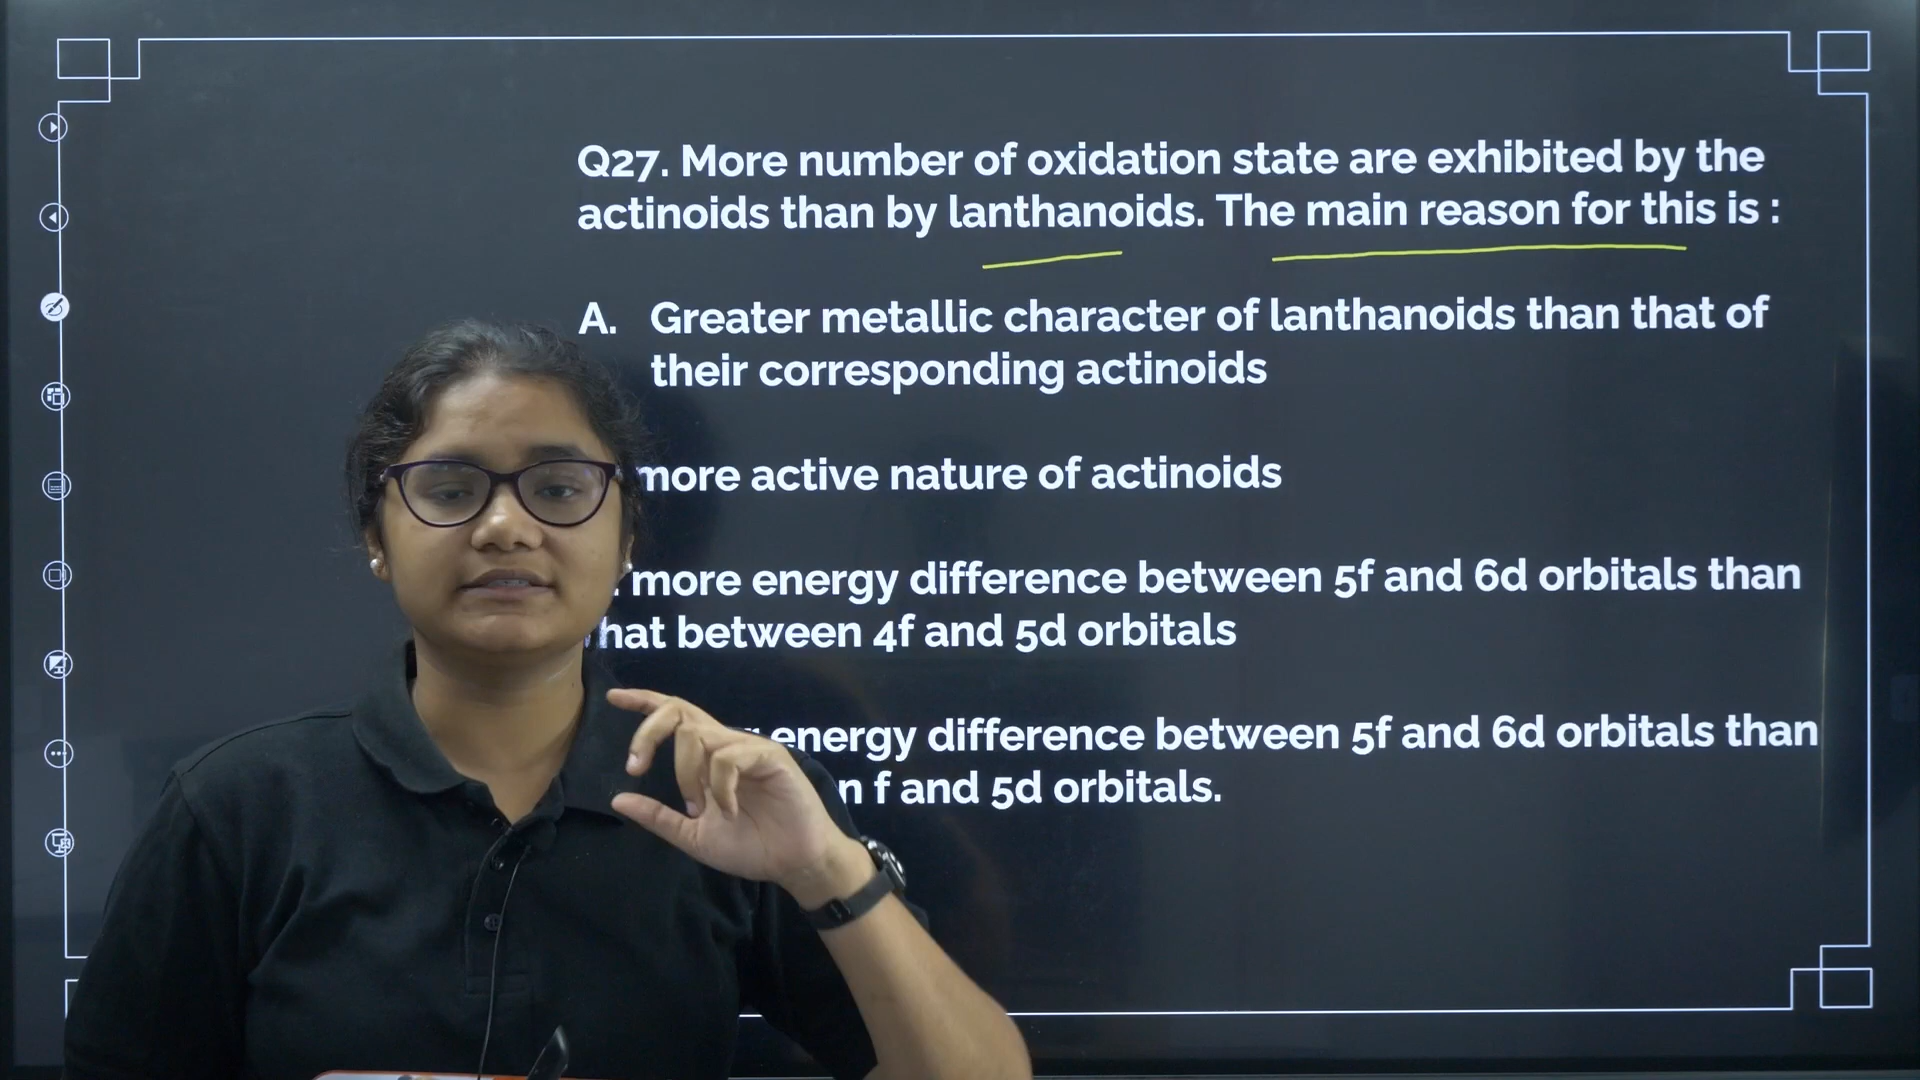 Q27. More number of oxidation state are exhibited by the
actinoids than by lanthanoids. The main reason for this is :
A. Greater metallic character of lanthanoids than that of
their corresponding actinoids
more active nature of actinoids
more energy difference between 5f and 6d orbitals than
that between 4f and 5d orbitals
energy difference between 5f and 6d orbitals than
f and 5d orbitals.